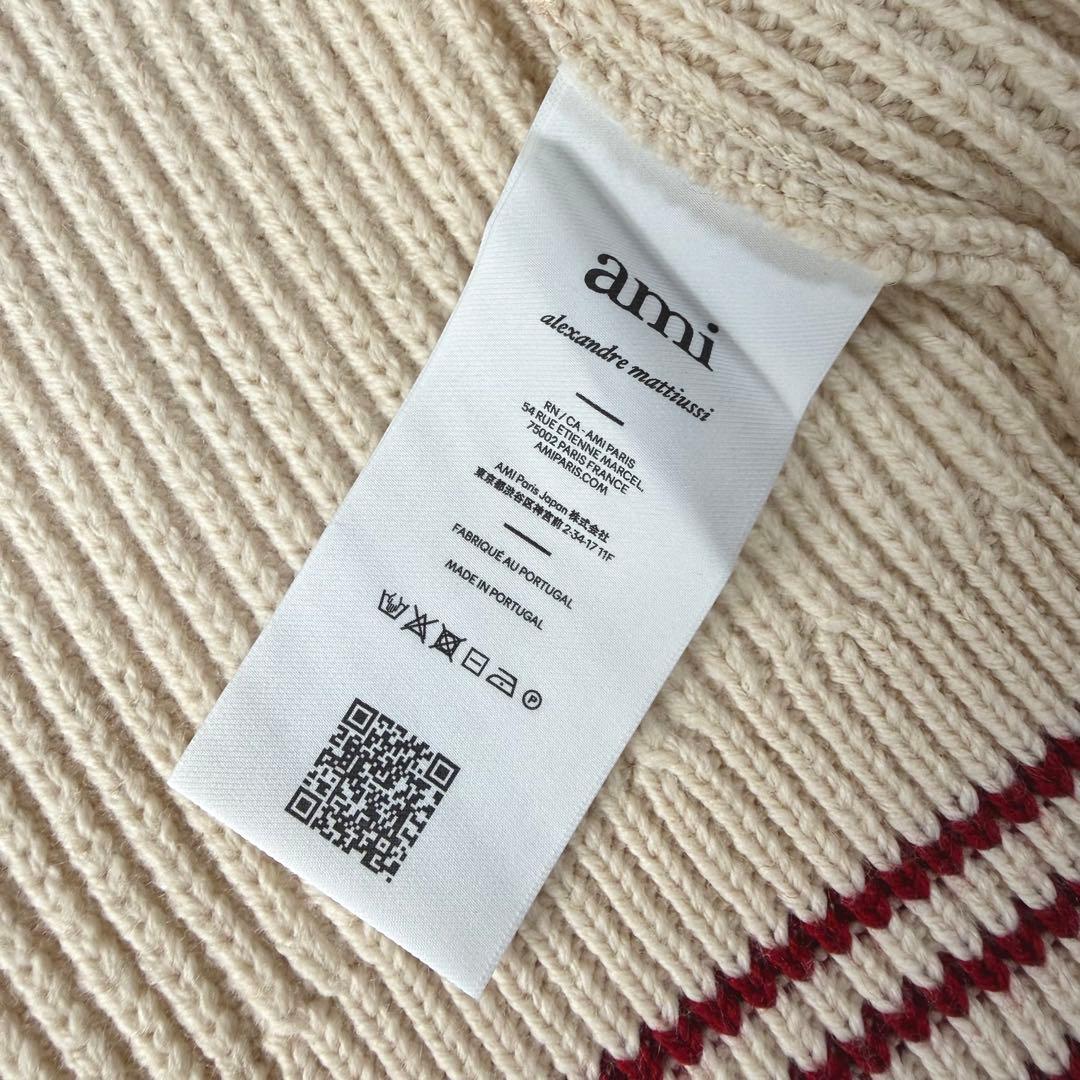 ami
alexandre mattiussi
RN / CA - AMI PARIS
54 RUE ETIENNE MARCEL,
75002 PARIS FRANCE
AMIPARIS.COM
AMI Paris Japan 株式会社
東京都渋谷区神宮前 2-34-17 11F
FABRIQUÉ AU PORTUGAL
MADE IN PORTUGAL
P